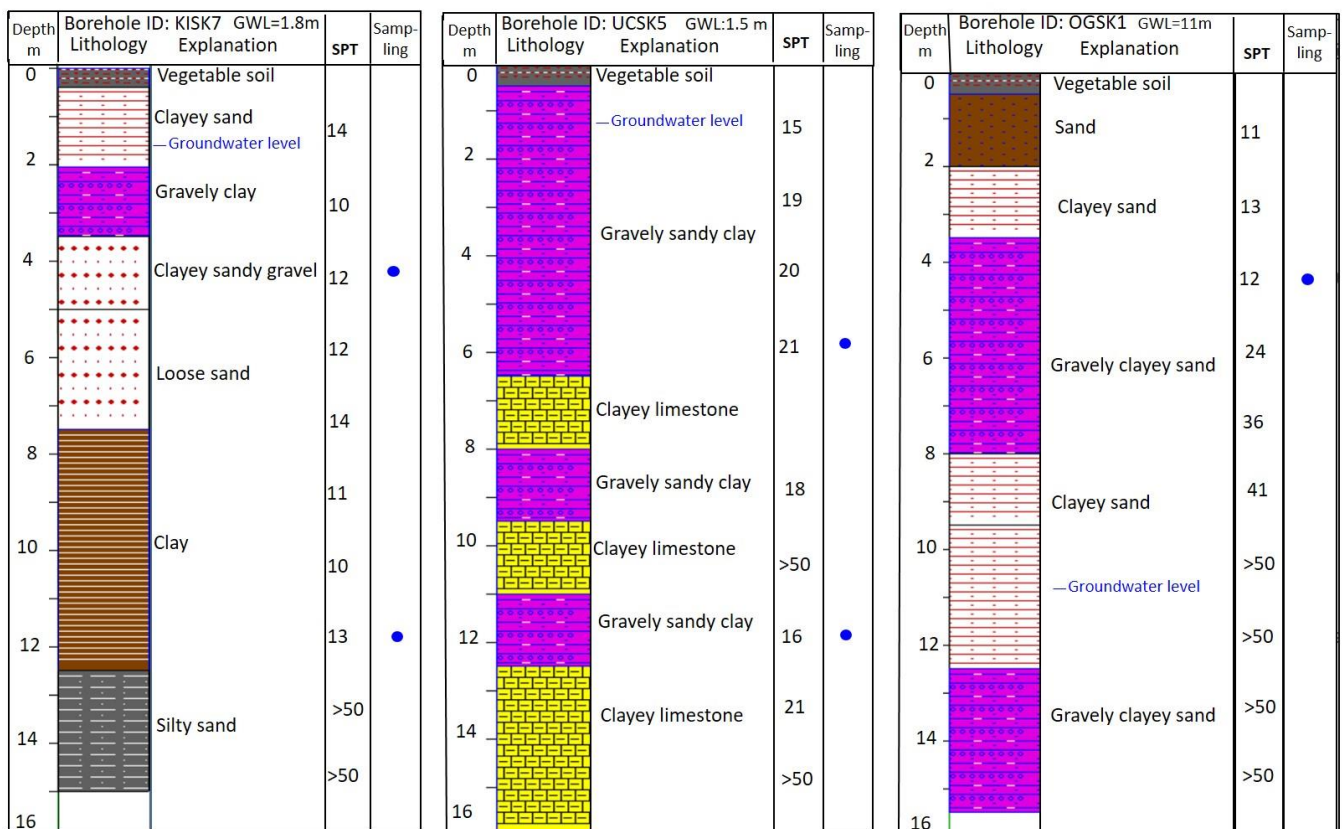 Depth
m
Borehole ID: KISK7 GWL=1.8m
Lithology Explanation
SPT
Samp-
ling
0
Vegetable soil
Clayey sand
14
Groundwater level
2
Gravely clay
10
4
Clayey sandy gravel
12
12
6
Loose sand
14
8
11
10
Clay
10
12
13
>50
Silty sand
14
>50
16
Depth
m
Borehole ID: UCSK5 GWL:1.5 m
Lithology Explanation
SPT
Samp-
ling
0
Vegetable soil
Groundwater level
15
2
19
Gravely sandy clay
4
20
6
21
Clayey limestone
8
Gravely sandy clay
18
10
Clayey limestone
>50
Gravely sandy clay
12
16
Clayey limestone
21
14
>50
16
Depth
m
Borehole ID: OGSK1 GWL=11m
Lithology Explanation
SPT
Samp-
ling
0
Vegetable soil
Sand
11
2
Clayey sand
13
4
12
6
Gravely clayey sand
24
36
8
Clayey sand
41
10
>50
Groundwater level
12
>50
Gravely clayey sand
>50
14
>50
16